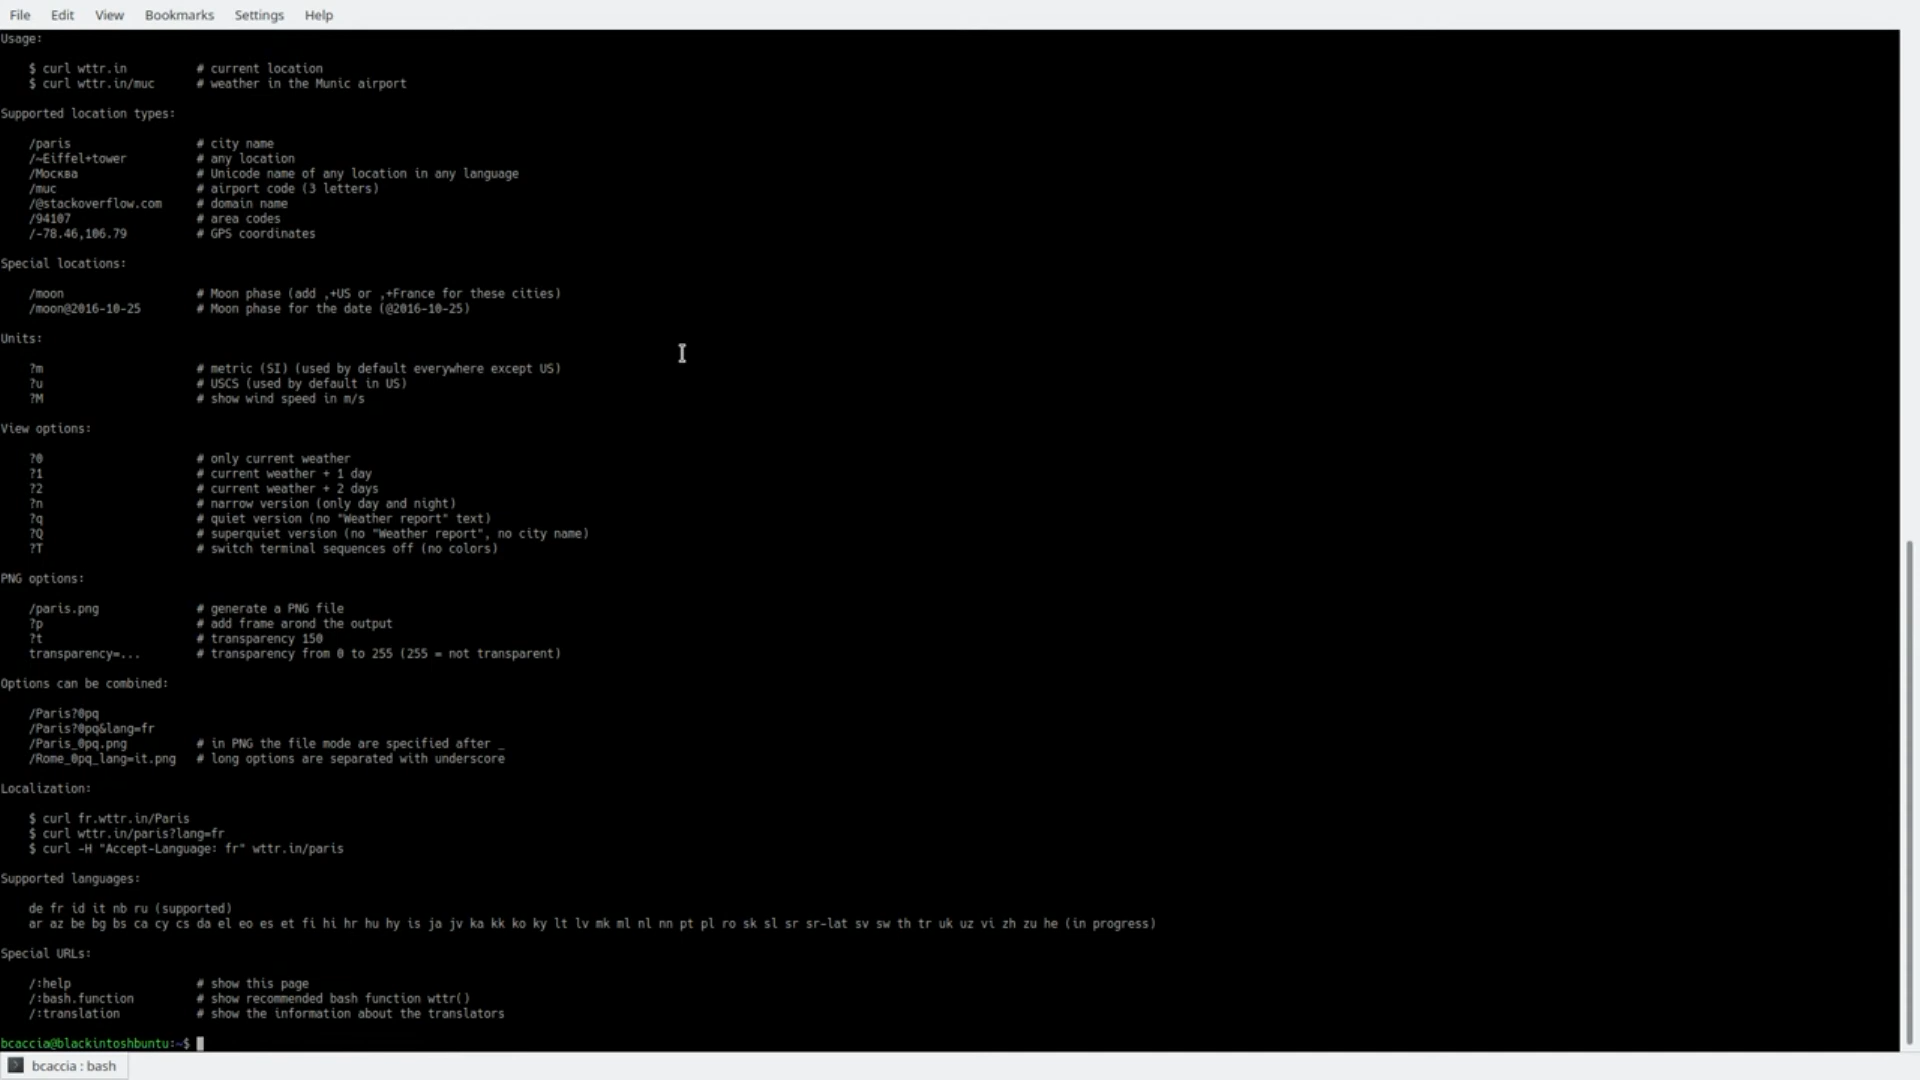 File Edit View Bookmarks Settings Help
Usage:
$ curl wttr.in # current location
$ curl wttr.in/muc # weather in the Munic airport
Supported location types:
/paris # city name
/~Eiffel+tower # any location
/Москва # Unicode name of any location in any language
/muc # airport code (3 letters)
/@stackoverflow.com # domain name
/94107 # area codes
/-78.46,106.79 # GPS coordinates
Special locations:
/moon # Moon phase (add ,+US or ,+France for these cities)
/moon@2016-10-25 # Moon phase for the date (@2016-10-25)
Units:
?m # metric (SI) (used by default everywhere except US)
?u # USCS (used by default in US)
?M # show wind speed in m/s
View options:
?0 # only current weather
?1 # current weather + 1 day
?2 # current weather + 2 days
?n # narrow version (only day and night)
?q # quiet version (no "Weather report" text)
?Q # superquiet version (no "Weather report", no city name)
?T # switch terminal sequences off (no colors)
PNG options:
/paris.png # generate a PNG file
?p # add frame arond the output
?t # transparency 150
transparency=... # transparency from 0 to 255 (255 = not transparent)
Options can be combined:
/Paris?0pq
/Paris?0pq&lang=fr
/Paris_0pq.png # in PNG the file mode are specified after _
/Rome_0pq_lang=it.png # long options are separated with underscore
Localization:
$ curl fr.wttr.in/Paris
$ curl wttr.in/paris?lang=fr
$ curl -H "Accept-Language: fr" wttr.in/paris
Supported languages:
de fr id it nb ru (supported)
ar az be bg bs ca cy cs da el eo es et fi hi hr hu hy is ja jv ka kk ko ky lt lv mk ml nl nn pt pl ro sk sl sr sr-lat sv sw th tr uk uz vi zh zu he (in progress)
Special URLs:
/:help # show this page
/:bash.function # show recommended bash function wttr()
/:translation # show the information about the translators
bcaccia@blackintoshbuntu:~$
bcaccia : bash